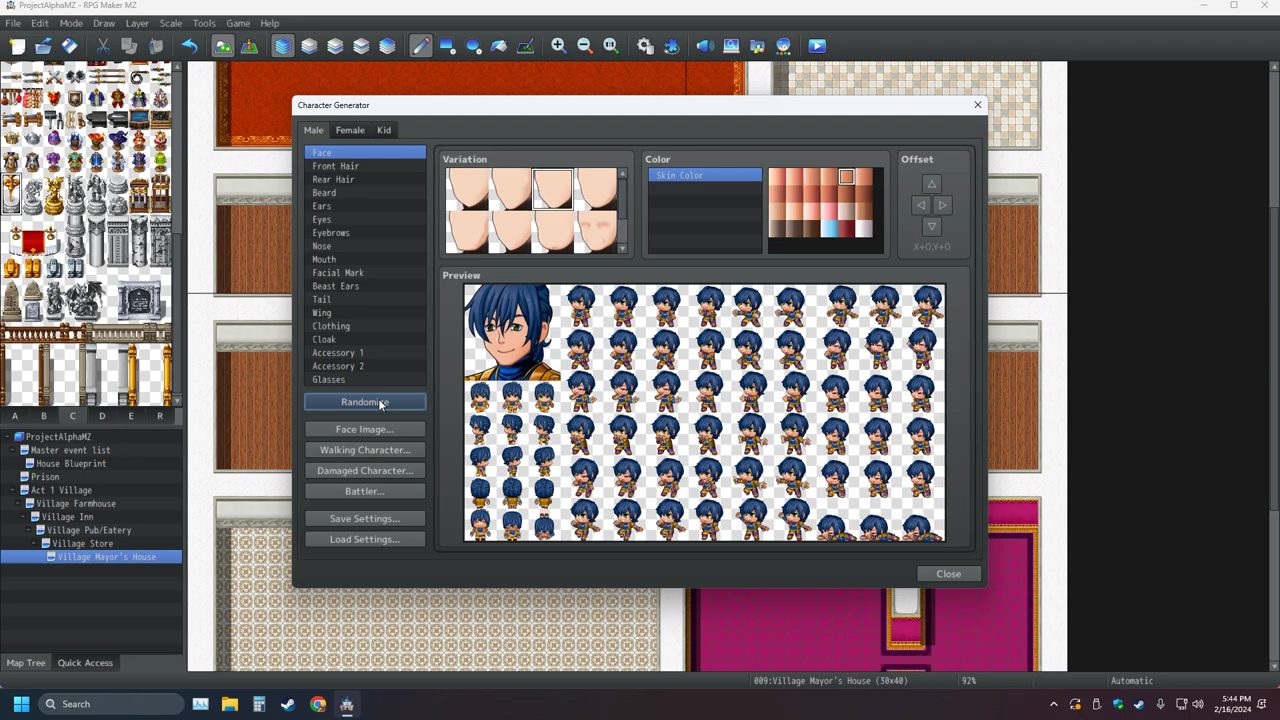 ProjectAlphaMZ - RPG Maker MZ
File Edit Mode Draw Layer Scale Tools Game Help
Character Generator
Male Female Kid
Face
Front Hair
Rear Hair
Beard
Ears
Eyes
Eyebrows
Nose
Mouth
Facial Mark
Beast Ears
Tail
Wing
Clothing
Cloak
Accessory 1
Accessory 2
Glasses
Randomize
Face Image...
Walking Character...
Damaged Character...
Battler...
Save Settings...
Load Settings...
Variation
Color
Skin Color
Offset
X+0,Y+0
Preview
Close
A B C D E R
ProjectAlphaMZ
Master event list
House Blueprint
Prison
Act 1 Village
Village Farmhouse
Village Inn
Village Pub/Eatery
Village Store
Village Mayor's House
Map Tree Quick Access
009:Village Mayor's House (30x40) 92% Automatic
Search
5:44 PM
2/16/2024